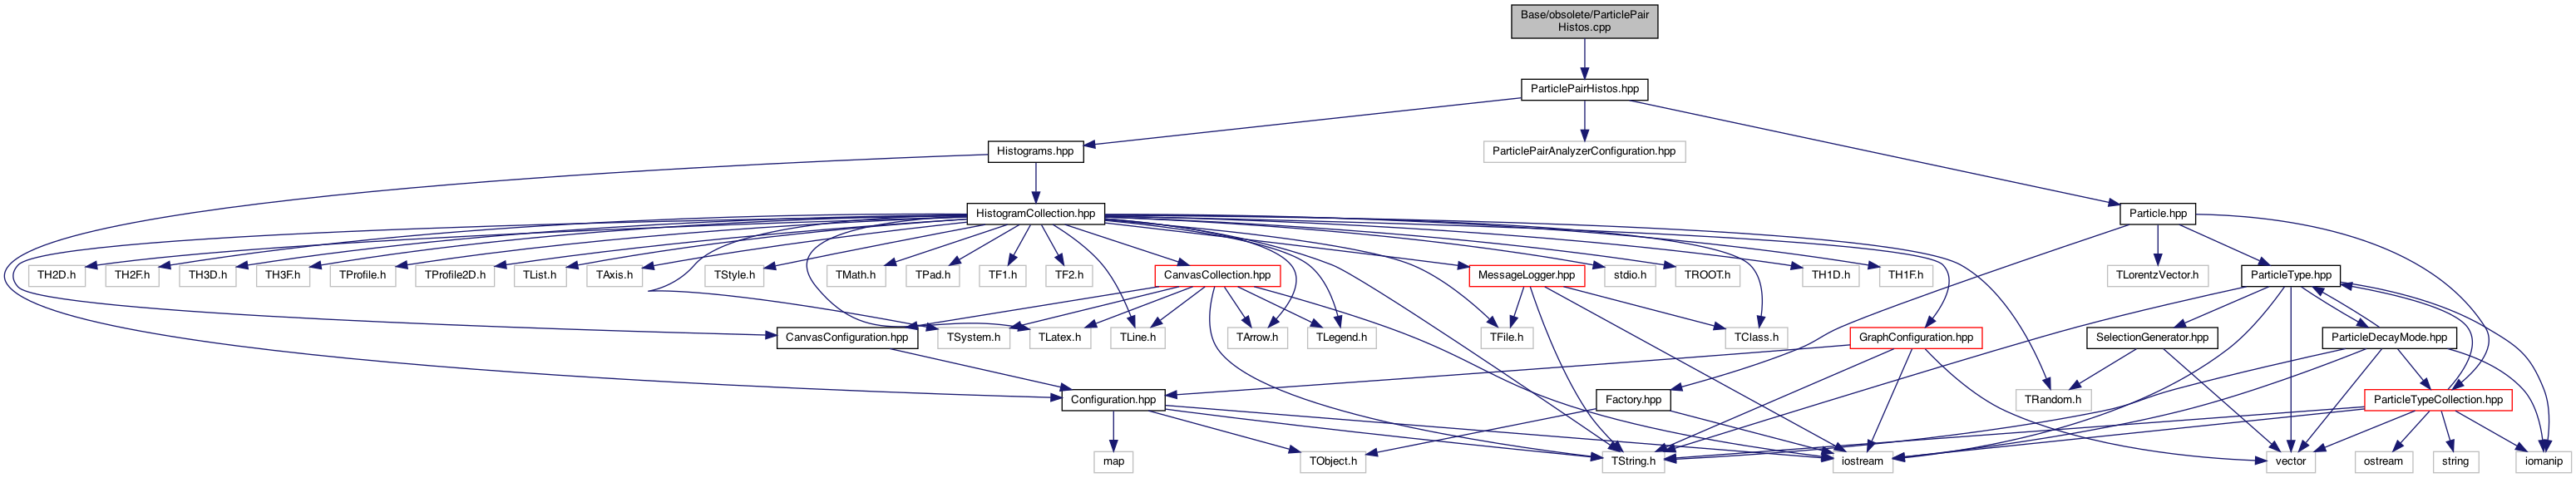 Base/obsolete/ParticlePair
Histos.cpp
ParticlePairHistos.hpp
Histograms.hpp
ParticlePairAnalyzerConfiguration.hpp
HistogramCollection.hpp
Particle.hpp
TH2D.h
TH2F.h
TH3D.h
TH3F.h
TProfile.h
TProfile2D.h
TList.h
TAxis.h
TStyle.h
TMath.h
TPad.h
TF1.h
TF2.h
CanvasCollection.hpp
MessageLogger.hpp
stdio.h
TROOT.h
TH1D.h
TH1F.h
TLorentzVector.h
ParticleType.hpp
CanvasConfiguration.hpp
TSystem.h
TLatex.h
TLine.h
TArrow.h
TLegend.h
TFile.h
TClass.h
GraphConfiguration.hpp
SelectionGenerator.hpp
ParticleDecayMode.hpp
Configuration.hpp
Factory.hpp
TRandom.h
ParticleTypeCollection.hpp
map
TObject.h
TString.h
iostream
vector
ostream
string
iomanip